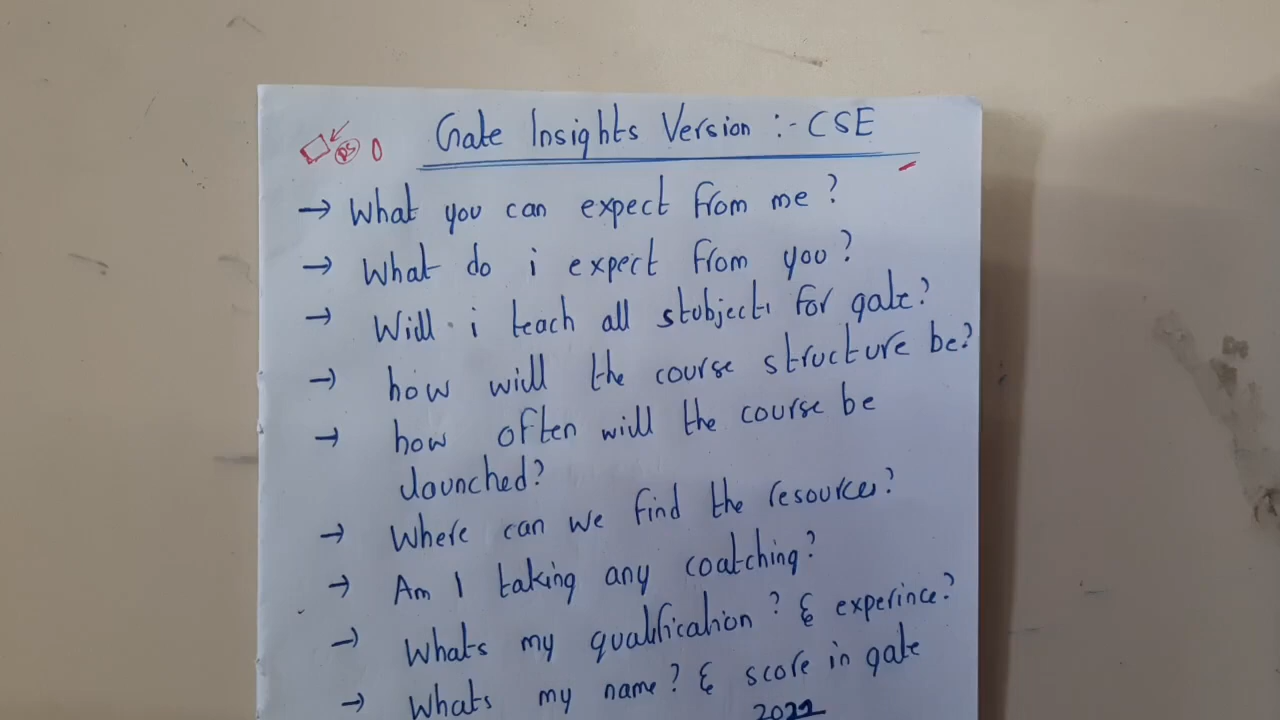 Gate Insights Version :- CSE
→ What you can expect from me ?
→ What do i expect from you ?
→ Will i teach all subjects for gate ?
→ how will the course structure be ?
→ how often will the course be
launched ?
→ Where can we find the resources ?
→ Am I taking any coatching ?
→ Whats my qualification ? & experince ?
→ Whats my name ? & score in gate
2022